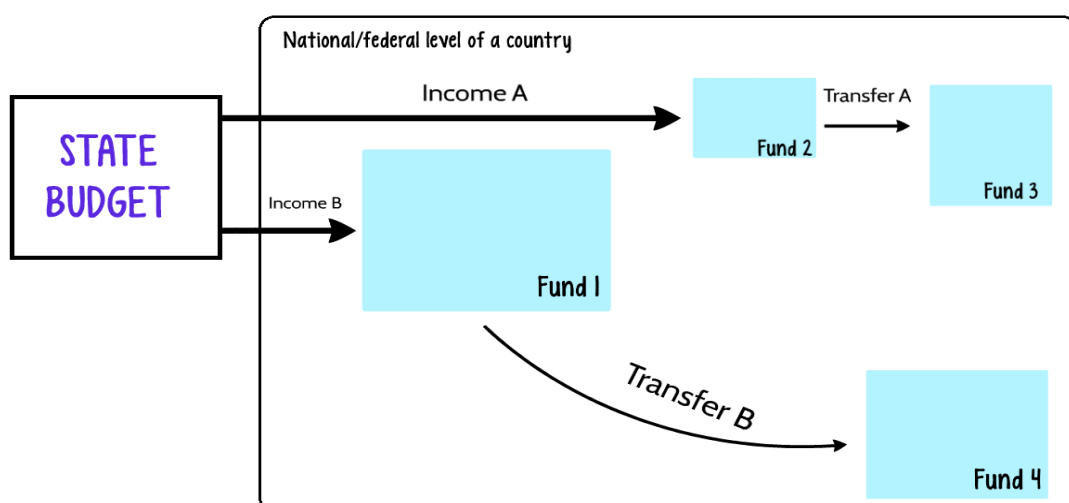 National/federal level of a country
Income A
Transfer A
Fund 2
Fund 3
STATE
BUDGET
Income B
Fund 1
Transfer B
Fund 4